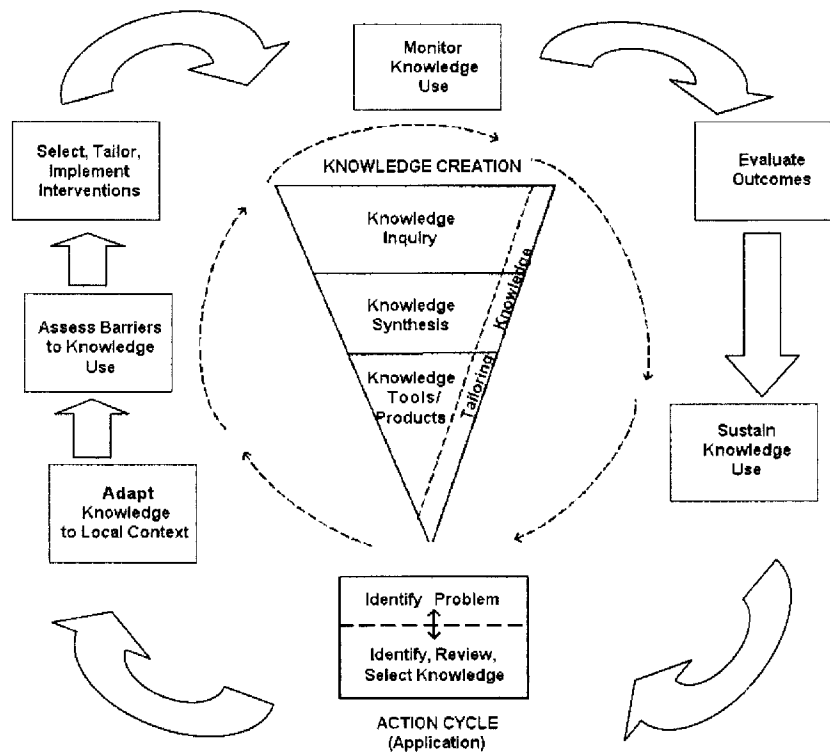 Monitor
Knowledge
Use
Select, Tailor,
Implement
Interventions
Evaluate
Outcomes
KNOWLEDGE CREATION
Knowledge
Inquiry
Knowledge
Synthesis
Knowledge
Tools/
Products
Tailoring Knowledge
Assess Barriers
to Knowledge
Use
Sustain
Knowledge
Use
Adapt
Knowledge
to Local Context
Identify Problem
Identify, Review,
Select Knowledge
ACTION CYCLE
(Application)